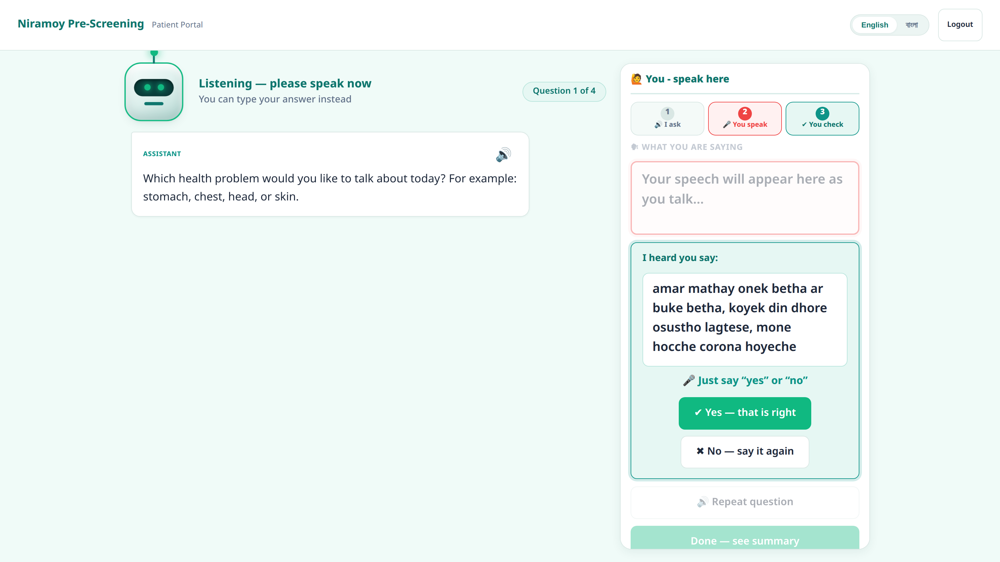 Niramoy Pre-Screening Patient Portal
English বাংলা Logout
Listening — please speak now
You can type your answer instead
Question 1 of 4
ASSISTANT 🔊
Which health problem would you like to talk about today? For example:
stomach, chest, head, or skin.
🙋 You - speak here
1 2 3
🔊 I ask 🎤 You speak ✔ You check
🗣 WHAT YOU ARE SAYING
Your speech will appear here as
you talk...
I heard you say:
amar mathay onek betha ar
buke betha, koyek din dhore
osustho lagtese, mone
hocche corona hoyeche
🎤 Just say “yes” or “no”
✔ Yes — that is right
✖ No — say it again
🔊 Repeat question
Done — see summary